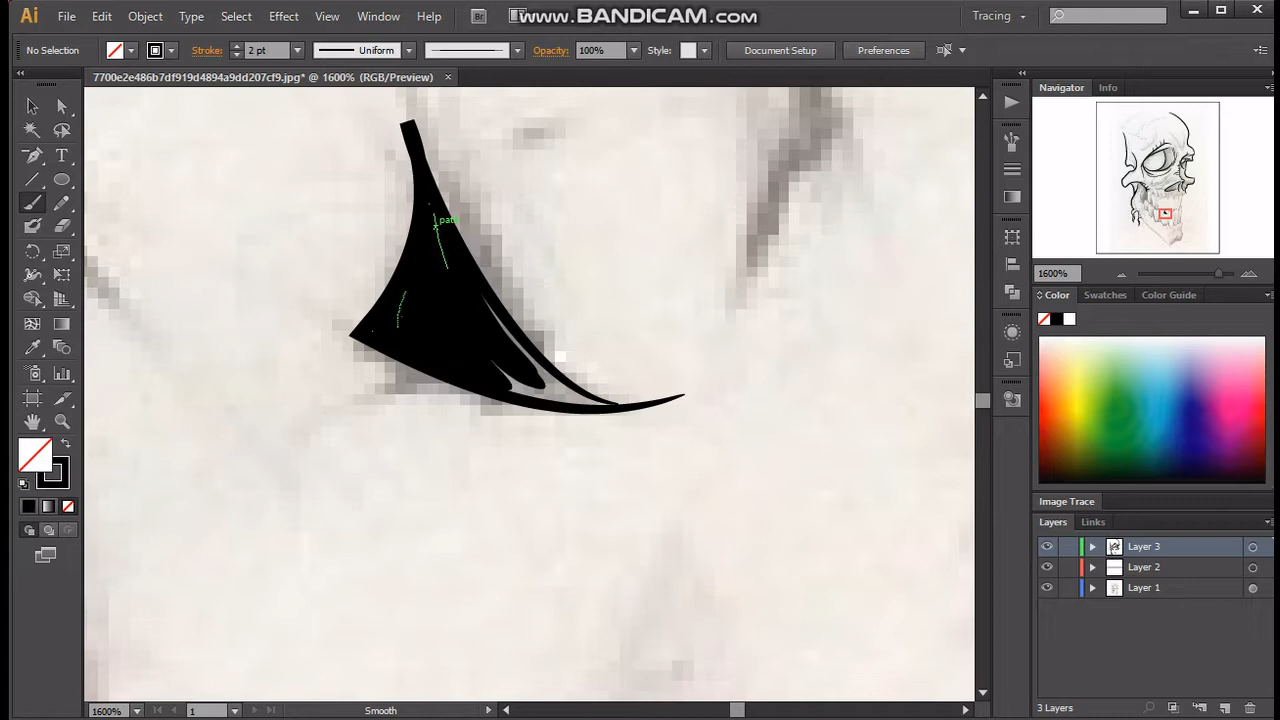 Ai File Edit Object Type Select Effect View Window Help Br www.BANDICAM.com Tracing
No Selection Stroke: 2 pt Uniform Opacity: 100% Style: Document Setup Preferences
7700e2e486b7df919d4894a9dd207cf9.jpg* @ 1600% (RGB/Preview) ×
Navigator Info
path
1600%
Color Swatches Color Guide
Image Trace
Layers Links
Layer 3
Layer 2
Layer 1
3 Layers
1600% 1 Smooth